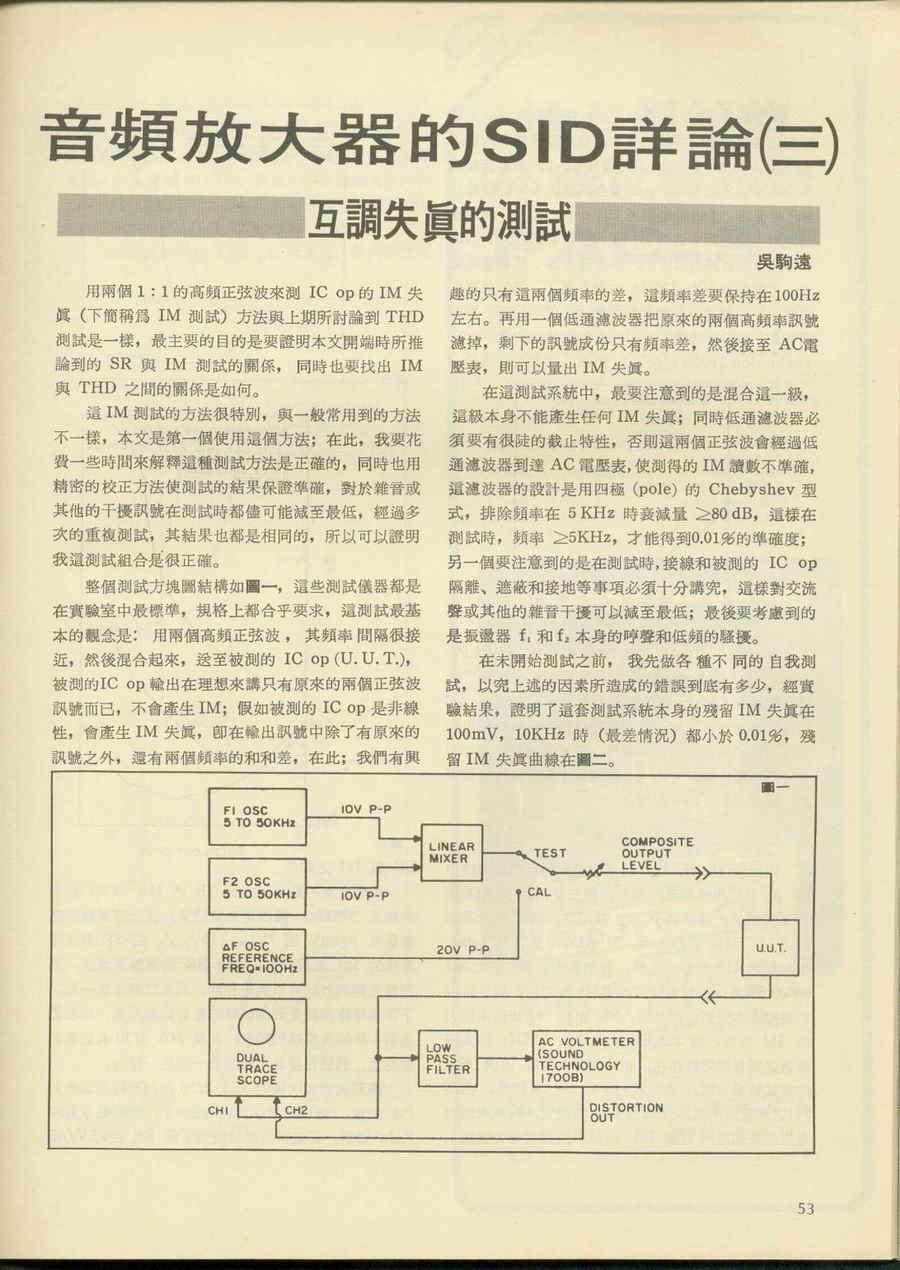 音頻放大器的SID詳論(三)
互調失眞的測試
吳駒遠
用兩個1:1的高頻正弦波來測 IC op 的 IM 失
眞（下簡稱爲 IM 測試）方法與上期所討論到 THD
測試是一樣，最主要的目的是要證明本文開端時所推
論到的 SR 與 IM 測試的關係， 同時也要找出 IM
與 THD 之間的關係是如何。
這 IM 測試的方法很特別，與一般常用到的方法
不一樣，本文是第一個使用這個方法；在此，我要花
費一些時間來解釋這種測試方法是正確的，同時也用
精密的校正方法使測試的結果保證準確，對於雜音或
其他的干擾訊號在測試時都儘可能減至最低，經過多
次的重複測試，其結果也都是相同的，所以可以證明
我這測試組合是很正確。
整個測試方塊圖結構如圖一，這些測試儀器都是
在實驗室中最標準，規格上都合乎要求，這測試最基
本的觀念是： 用兩個高頻正弦波 ， 其頻率 間隔很接
近，然後混合起來，送至被測的 IC op (U. U. T.)，
被測的IC op 輸出在理想來講只有原來的兩個正弦波
訊號而已，不會產生 IM；假如被測的 IC op 是非線
性，會產生 IM 失眞，卽在輸出訊號中除了有原來的
訊號之外，還有兩個頻率的和和差，在此；我們有興
趣的只有這兩個頻率的差，這頻率差要保持在100Hz
左右。再用一個低通濾波器把原來的兩個高頻率訊號
濾掉，剩下的訊號成份只有頻率差，然後接至 AC電
壓表，則可以量出 IM 失眞。
在這測試系統中，最要注意到的是混合這一級，
這級本身不能產生任何 IM 失眞；同時低通濾波器必
須要有很陡的截止特性，否則這兩個正弦波會經過低
通濾波器到達 AC 電壓表，使測得的 IM 讀數不準確，
這濾波器的設計是用四極 (pole) 的 Chebyshev 型
式，排除頻率在 5 KHz 時衰減量 ≥80 dB，這樣在
測試時，頻率 ≥5KHz，才能得到0.01%的準確度；
另一個要注意到的是在測試時，接線和被測的 IC op
隔離、遮蔽和接地等事項必須十分講究，這樣對交流
聲或其他的雜音干擾可以減至最低；最後要考慮到的
是振盪器 f₁ 和 f₂ 本身的哼聲和低頻的騷擾。
在未開始測試之前， 我先做各 種不 同的 自我測
試，以究上述的因素所造成的錯誤到底有多少，經實
驗結果，證明了這套測試系統本身的殘留 IM 失眞在
100mV，10KHz 時（最差情況）都小於 0.01%，殘
留 IM 失眞曲線在圖二。
圖一
F1 OSC
5 TO 50KHz
10V P-P
LINEAR
MIXER
TEST
COMPOSITE
OUTPUT
LEVEL
F2 OSC
5 TO 50KHz
10V P-P
CAL
ΔF OSC
REFERENCE
FREQ=100Hz
20V P-P
U.U.T.
DUAL
TRACE
SCOPE
CH1
CH2
LOW
PASS
FILTER
AC VOLTMETER
(SOUND
TECHNOLOGY
1700B)
DISTORTION
OUT
53